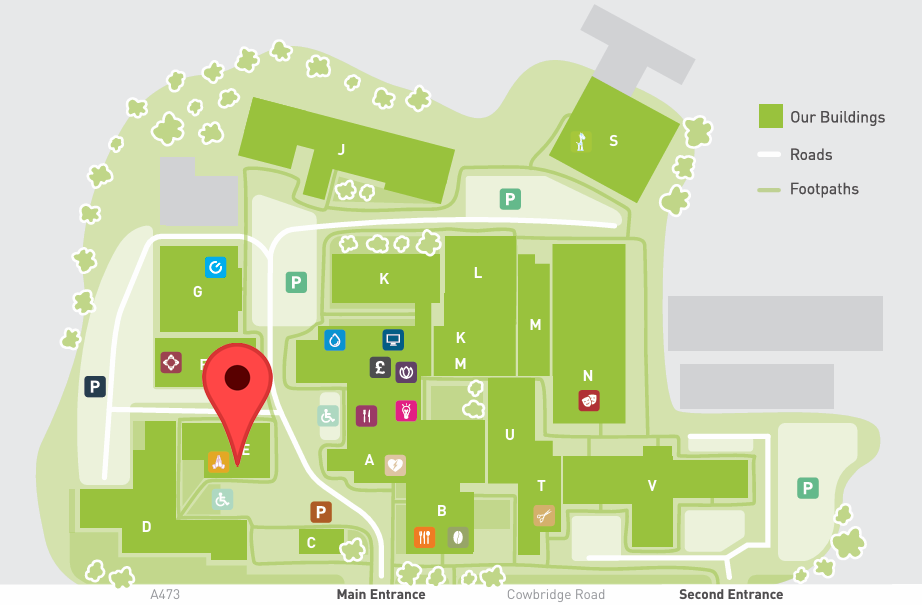 S
Our Buildings
J
Roads
P
Footpaths
G
P
K
L
K
M
M
£
P
N
E
U
A
T
V
P
B
P
D
C
A473
Main Entrance
Cowbridge Road
Second Entrance